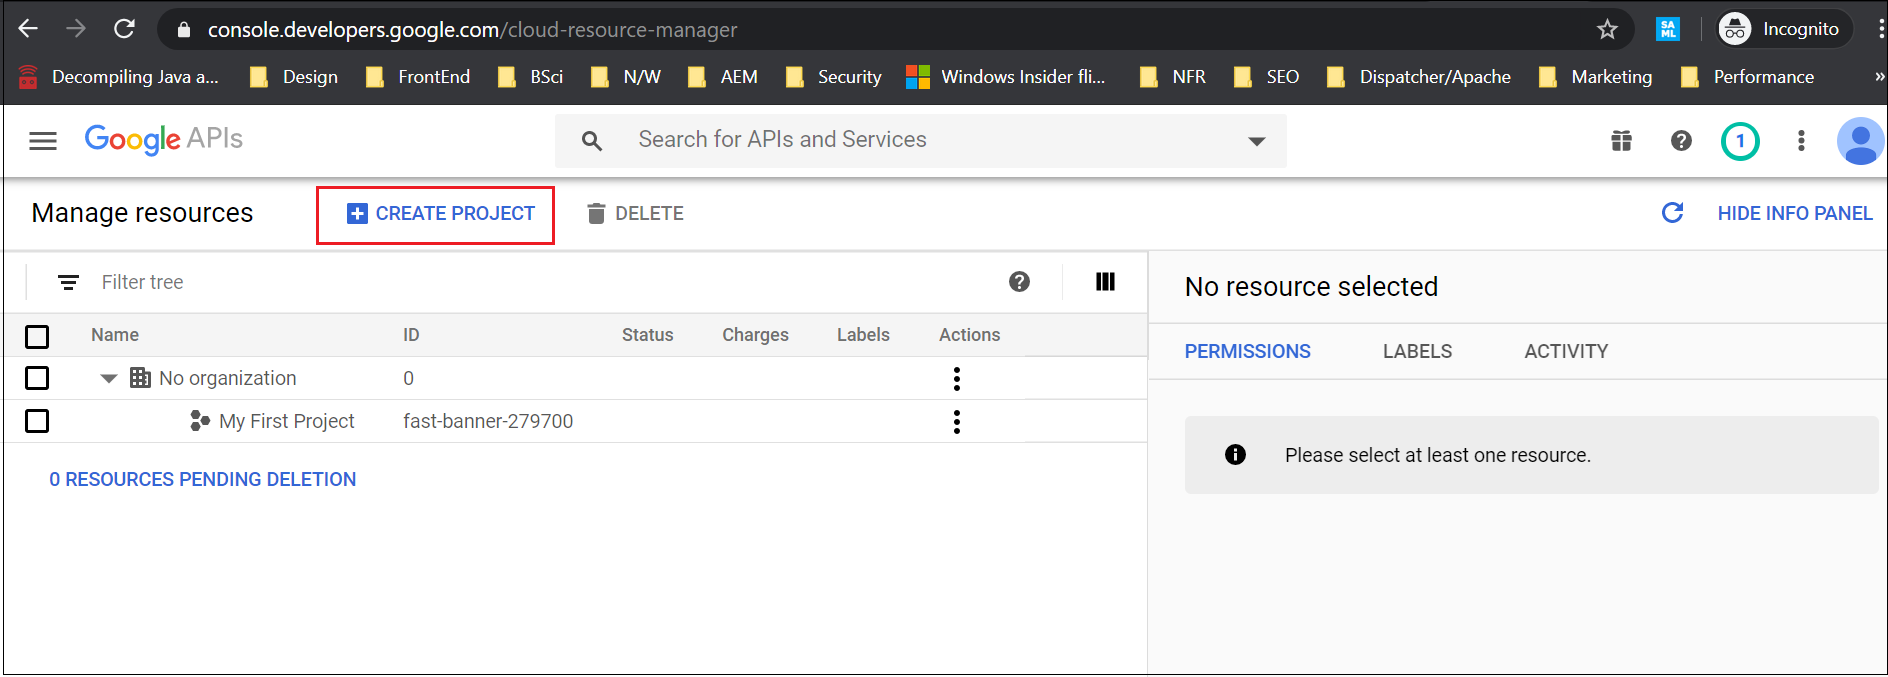 console.developers.google.com/cloud-resource-manager
SA
ML
Incognito
Decompiling Java a... Design FrontEnd BSci N/W AEM Security Windows Insider fli... NFR SEO Dispatcher/Apache Marketing Performance »
Google APIs
Search for APIs and Services
1
Manage resources
CREATE PROJECT
DELETE
HIDE INFO PANEL
Filter tree
Name ID Status Charges Labels Actions
No organization 0
My First Project fast-banner-279700
0 RESOURCES PENDING DELETION
No resource selected
PERMISSIONS LABELS ACTIVITY
Please select at least one resource.